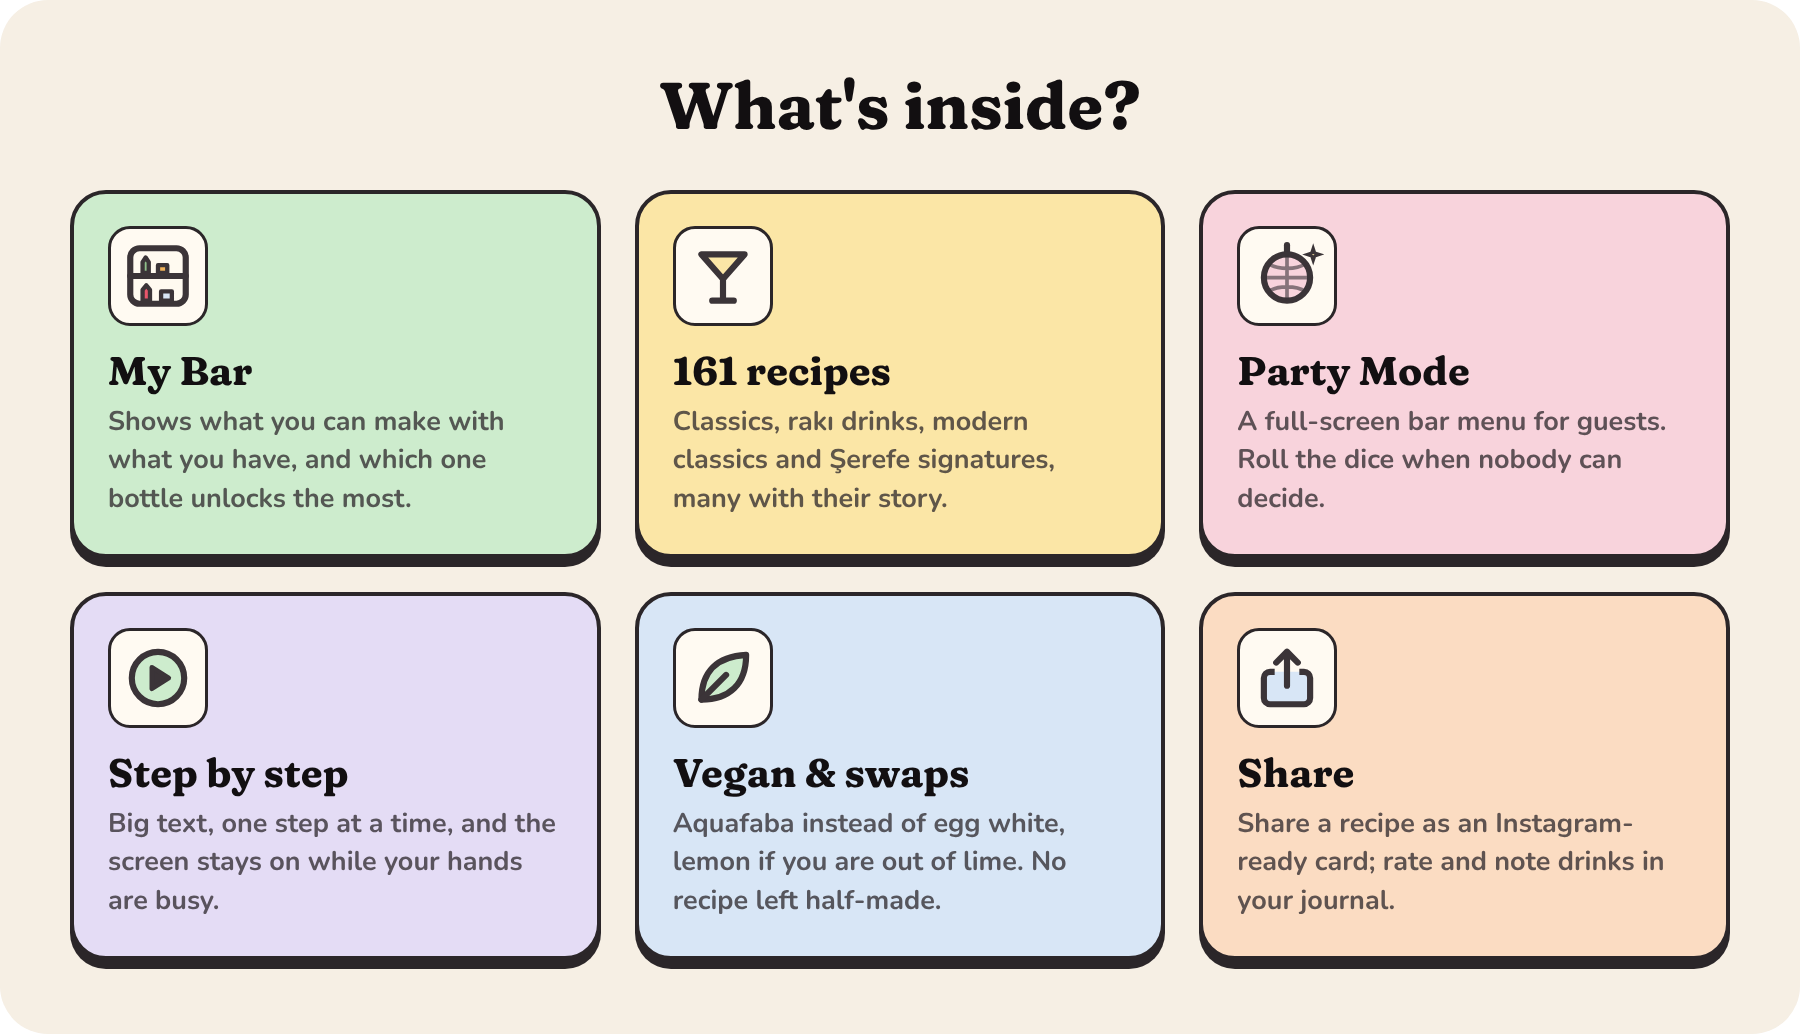 What's inside?
My Bar
Shows what you can make with
what you have, and which one
bottle unlocks the most.
161 recipes
Classics, rakı drinks, modern
classics and Şerefe signatures,
many with their story.
Party Mode
A full-screen bar menu for guests.
Roll the dice when nobody can
decide.
Step by step
Big text, one step at a time, and the
screen stays on while your hands
are busy.
Vegan & swaps
Aquafaba instead of egg white,
lemon if you are out of lime. No
recipe left half-made.
Share
Share a recipe as an Instagram-
ready card; rate and note drinks in
your journal.